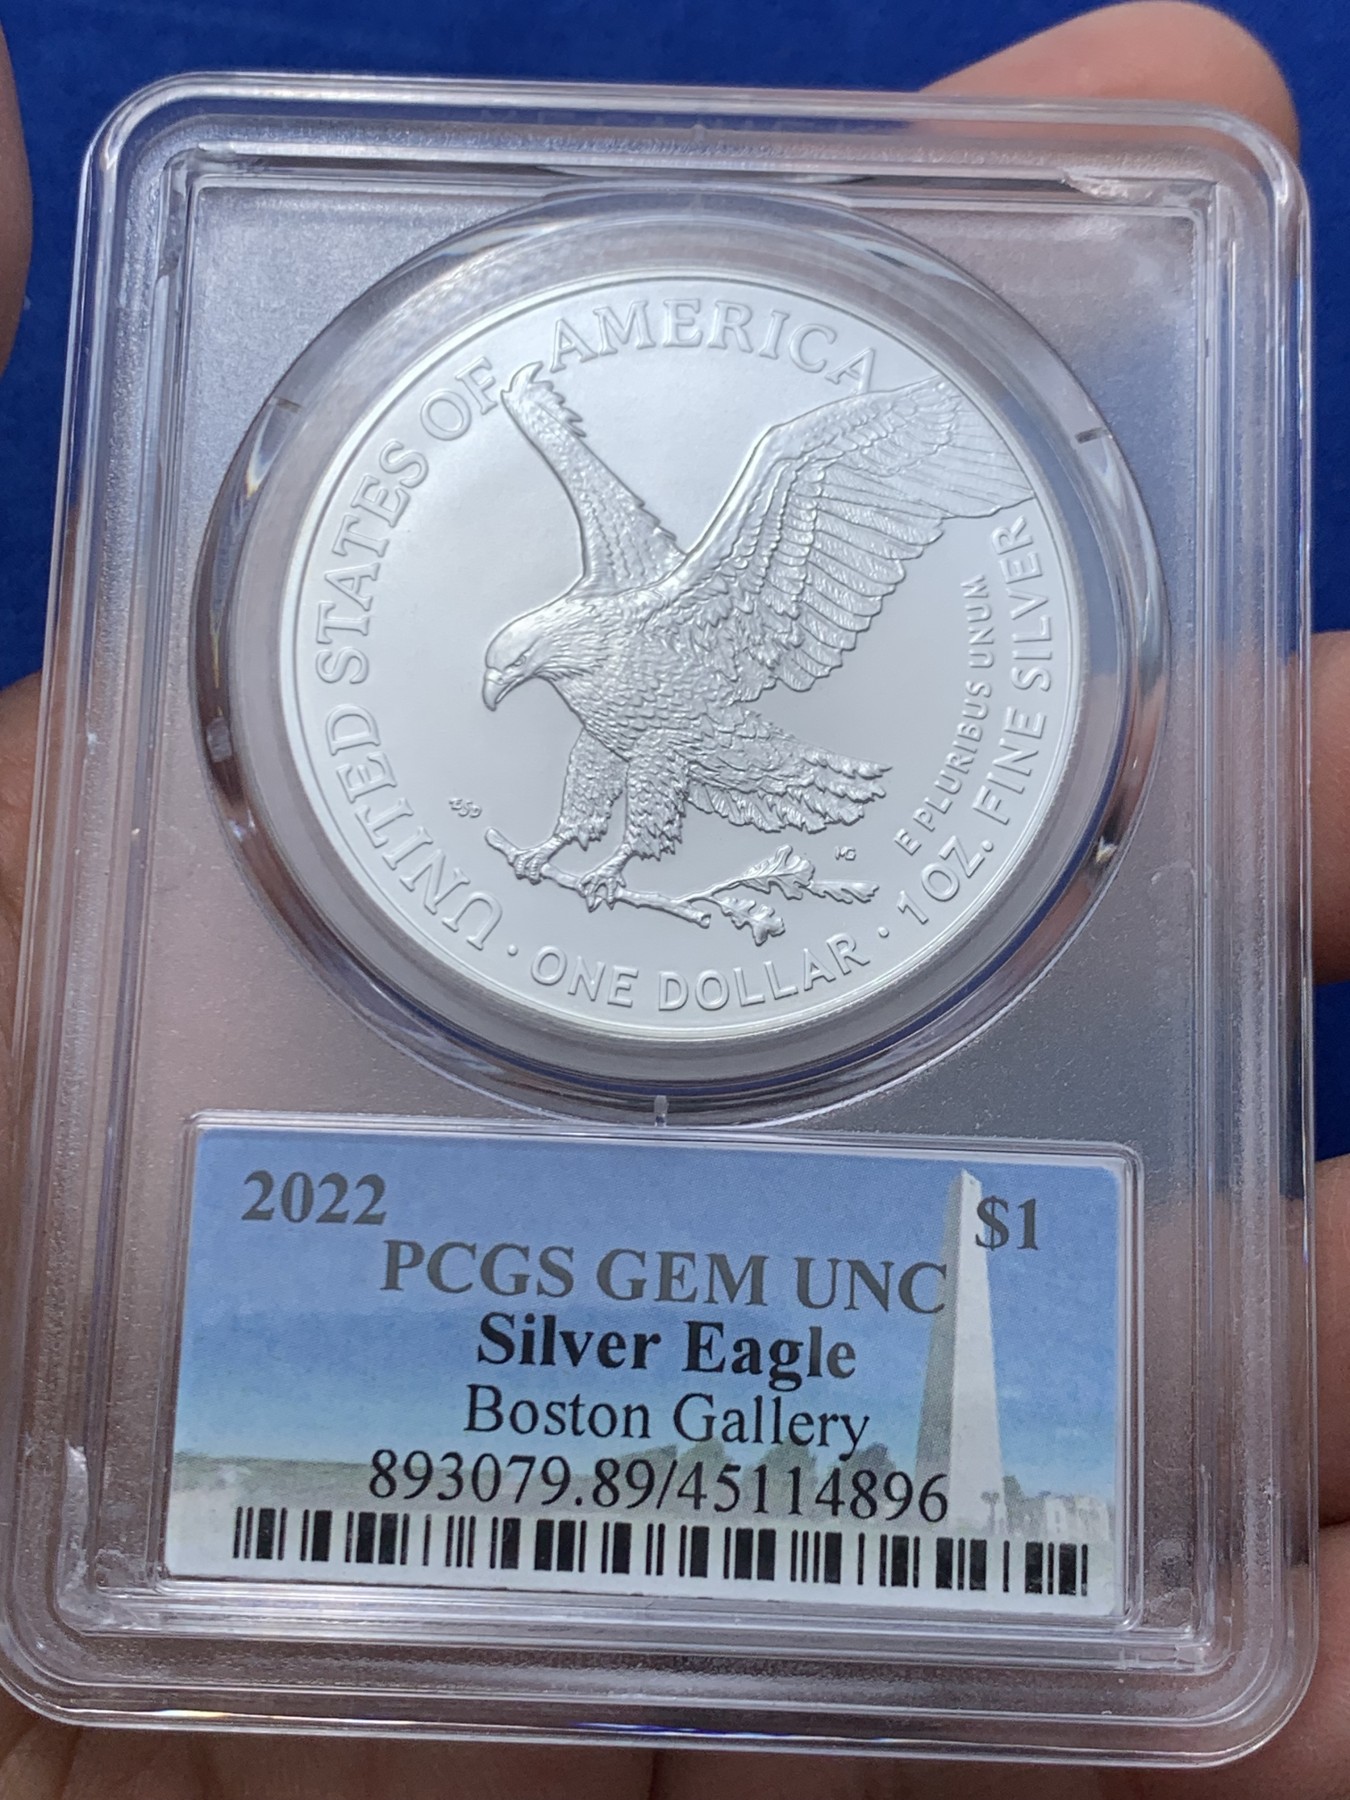 UNITED STATES OF AMERICA
E PLURIBUS UNUM
· ONE DOLLAR · 1 OZ. FINE SILVER
MG
2022 $1
PCGS GEM UNC
Silver Eagle
Boston Gallery
893079.89/45114896